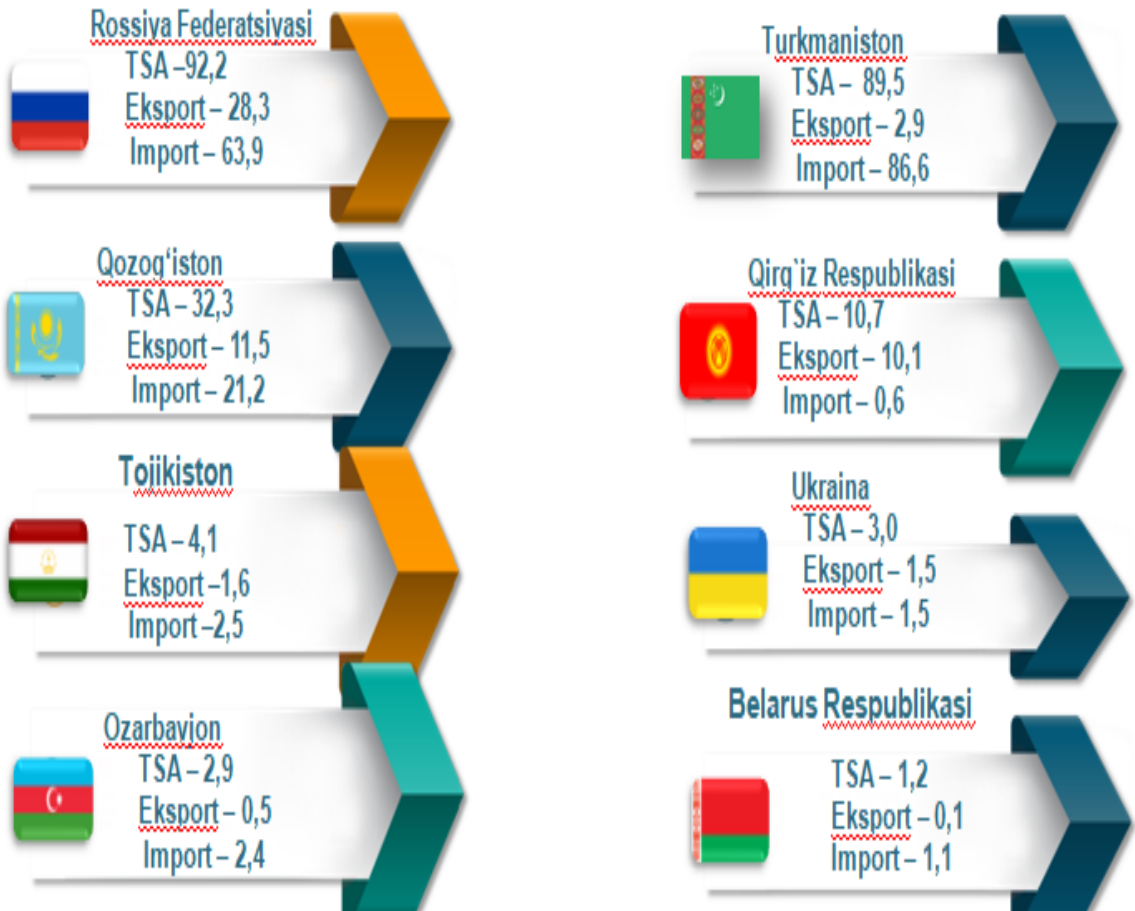 Rossiya Federatsiyasi
TSA –92,2
Eksport – 28,3
Import – 63,9
Qozog‘iston
TSA – 32,3
Eksport – 11,5
Import – 21,2
Tojikiston
TSA – 4,1
Eksport –1,6
Import –2,5
Ozarbayjon
TSA – 2,9
Eksport – 0,5
Import – 2,4
Turkmaniston
TSA – 89,5
Eksport – 2,9
Import – 86,6
Qirg`iz Respublikasi
TSA – 10,7
Eksport – 10,1
Import – 0,6
Ukraina
TSA – 3,0
Eksport – 1,5
Import – 1,5
Belarus Respublikasi
TSA – 1,2
Eksport – 0,1
Import – 1,1